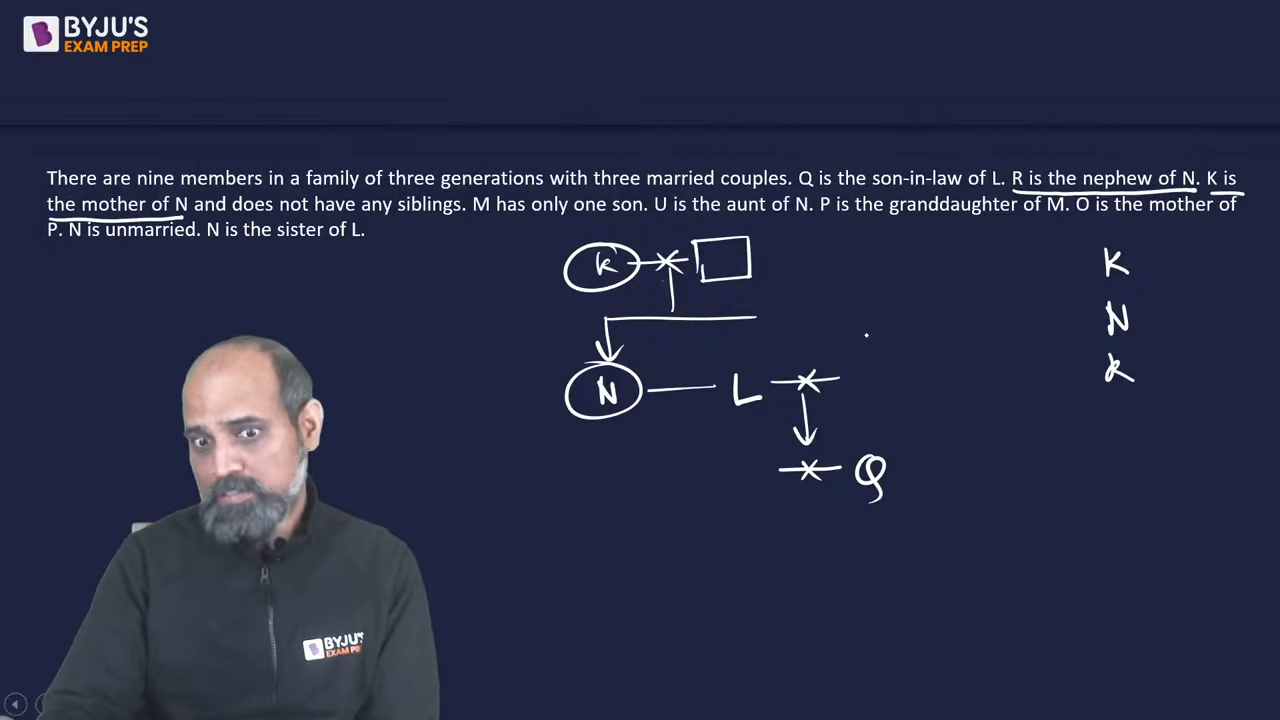 BYJU'S
EXAM PREP
There are nine members in a family of three generations with three married couples. Q is the son-in-law of L. R is the nephew of N. K is
the mother of N and does not have any siblings. M has only one son. U is the aunt of N. P is the granddaughter of M. O is the mother of
P. N is unmarried. N is the sister of L.
K
K
N
N
L
K
Q
BYJU'S
EXAM PREP